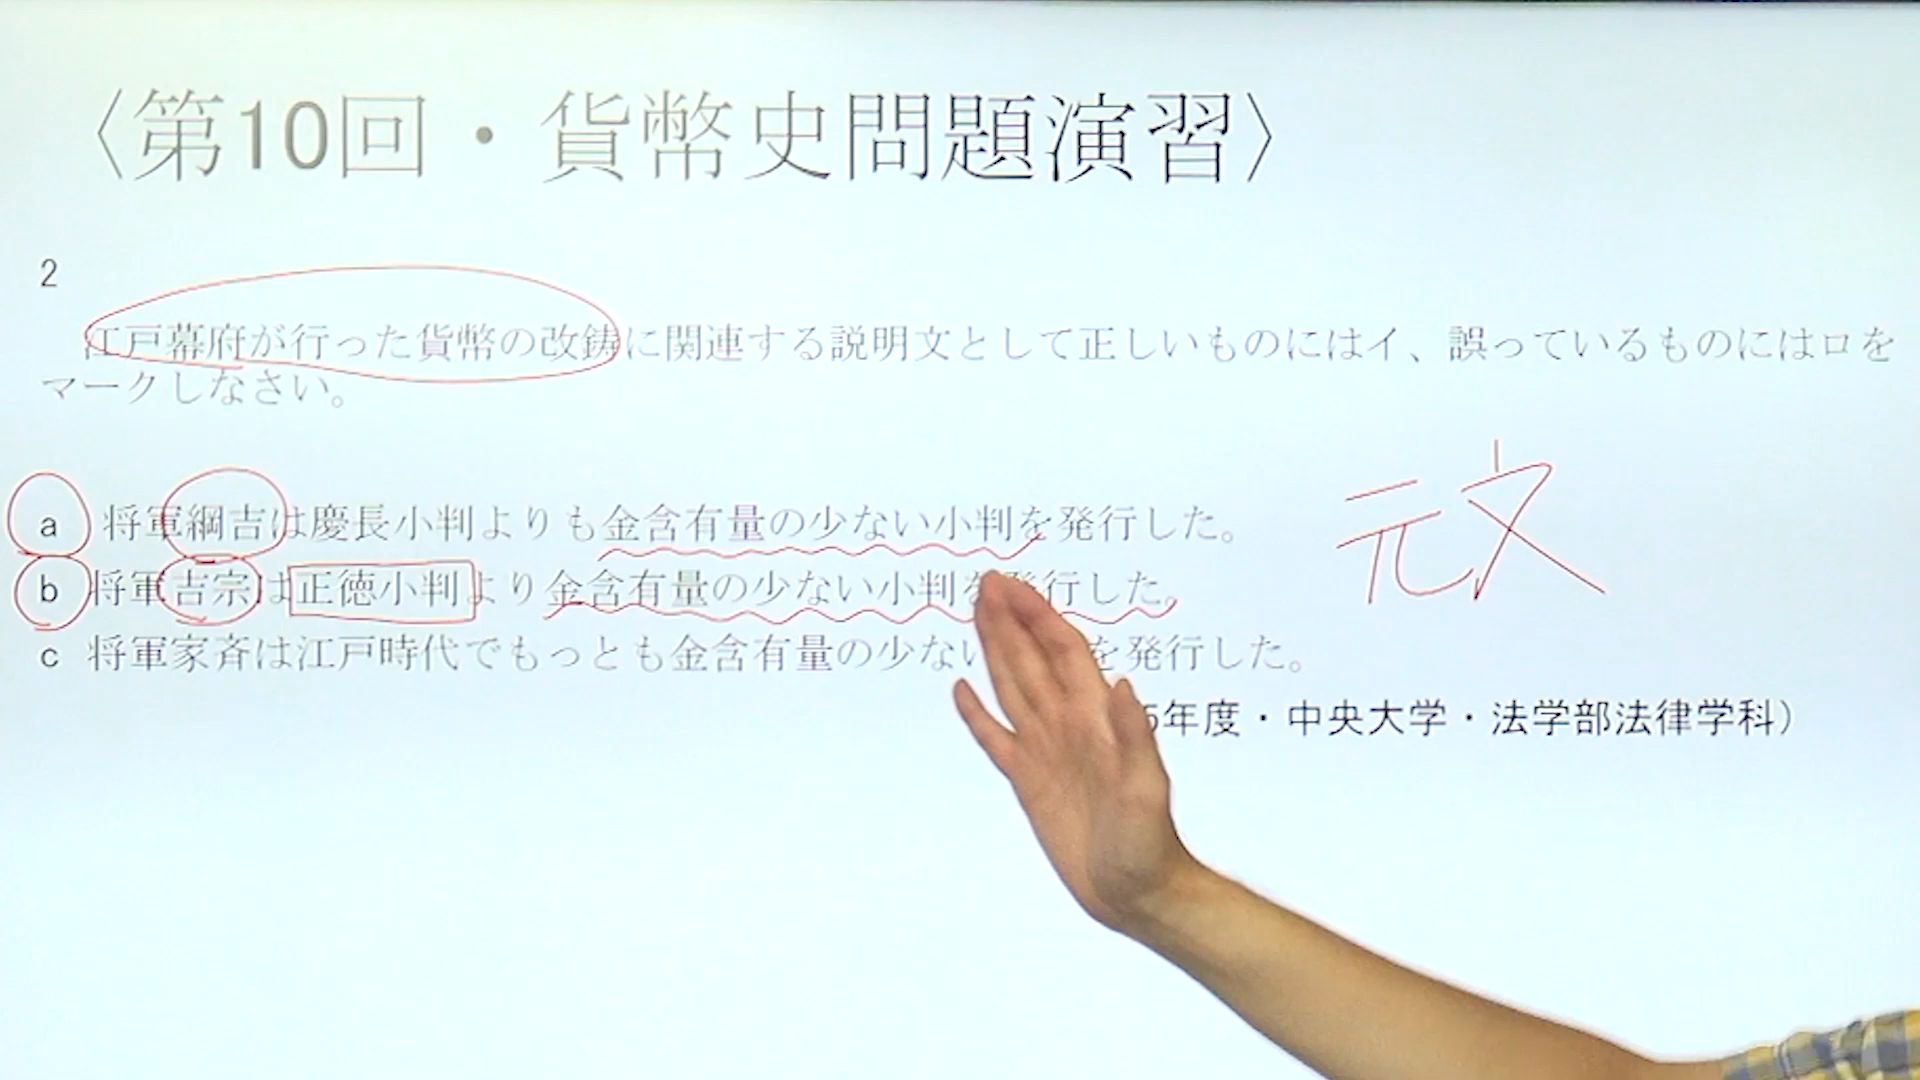 〈第10回・貨幣史問題演習〉
2
江戸幕府が行った貨幣の改鋳に関連する説明文として正しいものにはイ、誤っているものにはロを
マークしなさい。
a 将軍綱吉は慶長小判よりも金含有量の少ない小判を発行した。
元文
b 将軍吉宗は正徳小判より金含有量の少ない小判を発行した。
c 将軍家斉は江戸時代でもっとも金含有量の少な を発行した。
5年度・中央大学・法学部法律学科）